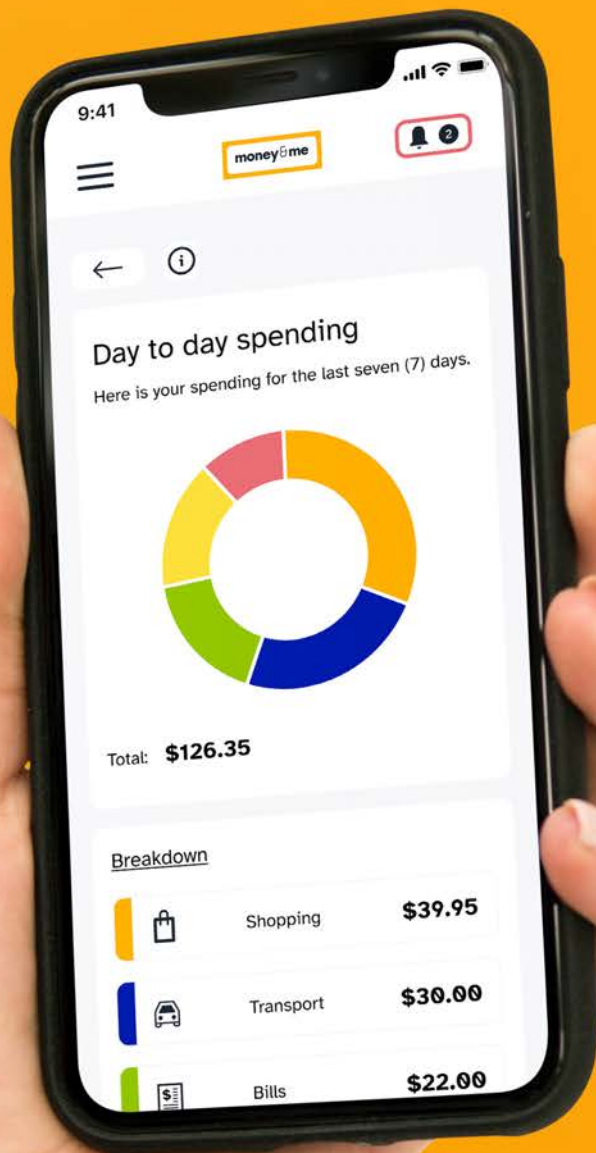 9:41
money&me
2
i
Day to day spending
Here is your spending for the last seven (7) days.
Total: $126.35
Breakdown
Shopping $39.95
Transport $30.00
$ Bills $22.00